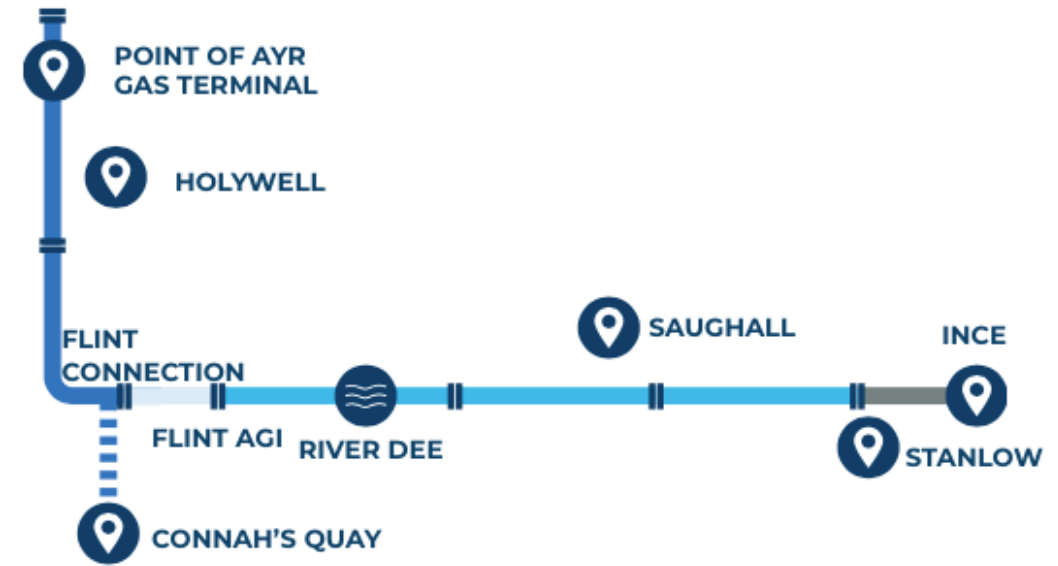 POINT OF AYR
GAS TERMINAL
HOLYWELL
SAUGHALL
INCE
FLINT
CONNECTION
FLINT AGI
RIVER DEE
STANLOW
CONNAH'S QUAY